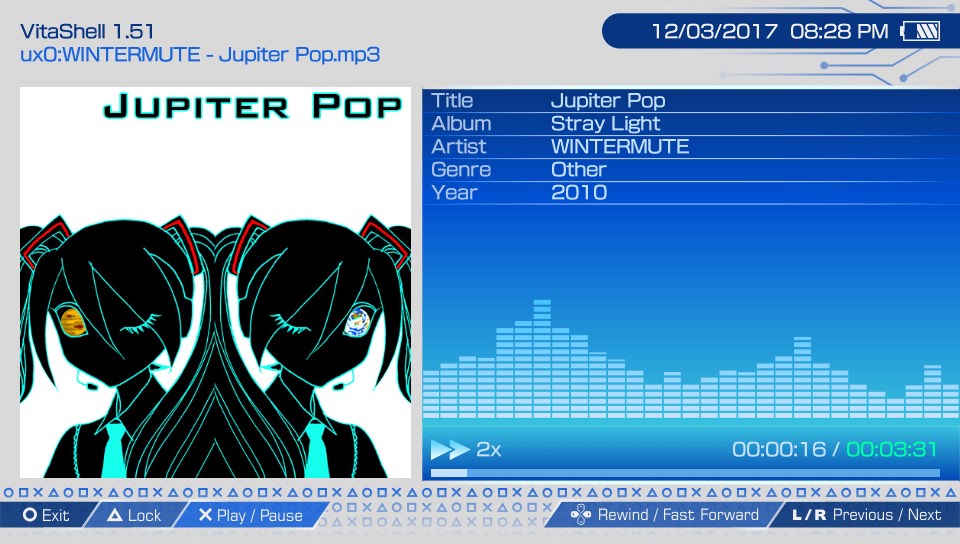 VitaShell 1.51
ux0:WINTERMUTE - Jupiter Pop.mp3
12/03/2017 08:28 PM
Jupiter Pop
Title Jupiter Pop
Album Stray Light
Artist WINTERMUTE
Genre Other
Year 2010
2x 00:00:16 / 00:03:31
Exit Lock Play / Pause Rewind / Fast Forward L/R Previous / Next